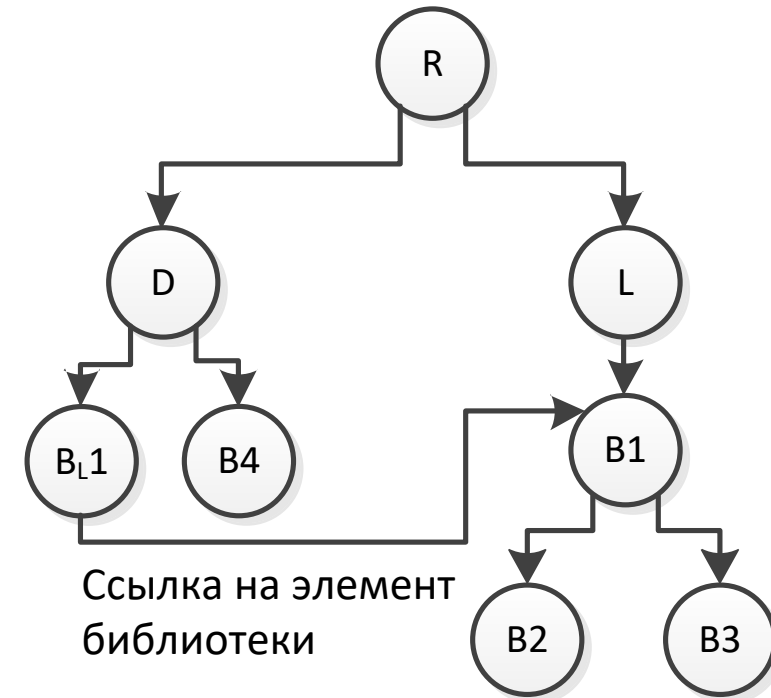 R
D
L
BL1
B4
B1
Ссылка на элемент
библиотеки
B2
B3